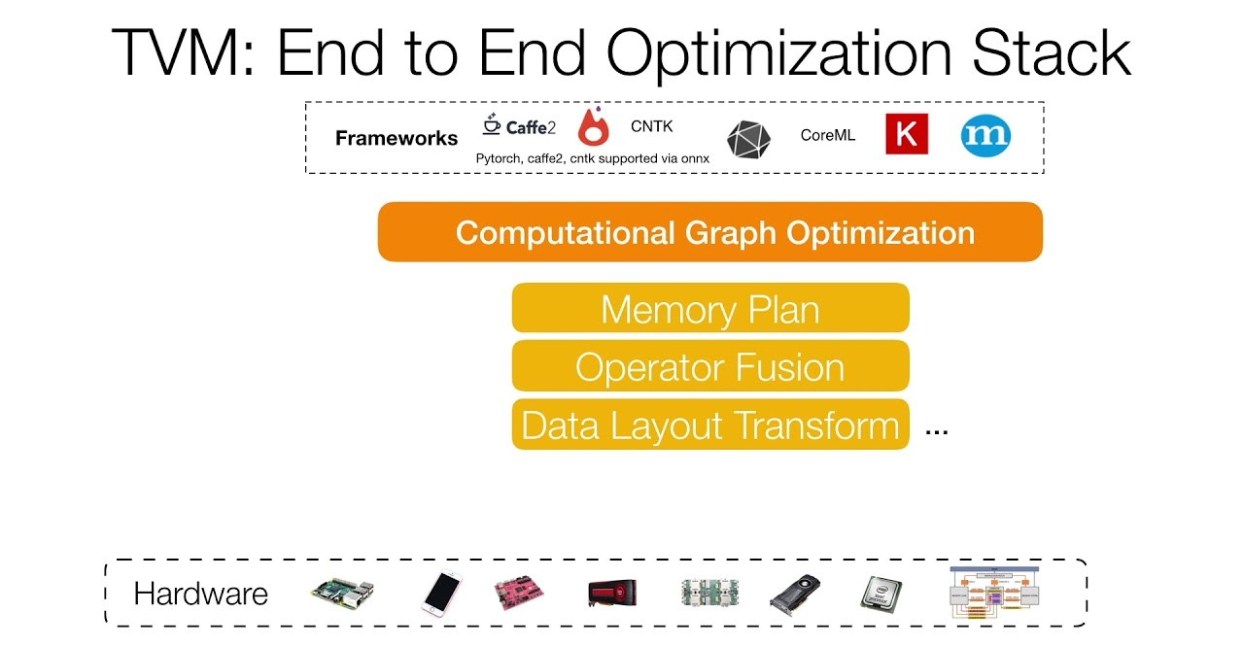 TVM: End to End Optimization Stack
Frameworks
Caffe2
CNTK
CoreML
K
m
Pytorch, caffe2, cntk supported via onnx
Computational Graph Optimization
Memory Plan
Operator Fusion
Data Layout Transform ...
Hardware